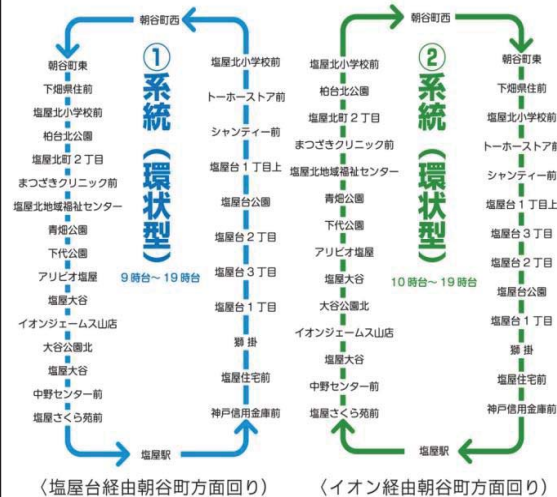 朝谷町西
①系統（環状型）
9時台～19時台
朝谷町東
下畑県住前
塩屋北小学校前
柏台北公園
塩屋北町2丁目
まつざきクリニック前
塩屋北地域福祉センター
青畑公園
下代公園
アリビオ塩屋
塩屋大谷
イオンジェームス山店
大谷公園北
塩屋大谷
中野センター前
塩屋さくら苑前
塩屋駅
塩屋北小学校前
トーホーストア前
シャンティー前
塩屋台1丁目上
塩屋台公園
塩屋台2丁目
塩屋台3丁目
塩屋台1丁目
獅掛
塩屋住宅前
神戸信用金庫前
〈塩屋台経由朝谷町方面回り〉
朝谷町西
②系統（環状型）
10時台～19時台
塩屋北小学校前
柏台北公園
塩屋北町2丁目
まつざきクリニック前
塩屋北地域福祉センター
青畑公園
下代公園
アリビオ塩屋
塩屋大谷
大谷公園北
イオンジェームス山店
塩屋大谷
中野センター前
塩屋さくら苑前
塩屋駅
朝谷町東
下畑県住前
塩屋北小学校前
トーホーストア前
シャンティー前
塩屋台1丁目上
塩屋台3丁目
塩屋台2丁目
塩屋台公園
塩屋台1丁目
獅掛
塩屋住宅前
神戸信用金庫前
〈イオン経由朝谷町方面回り〉